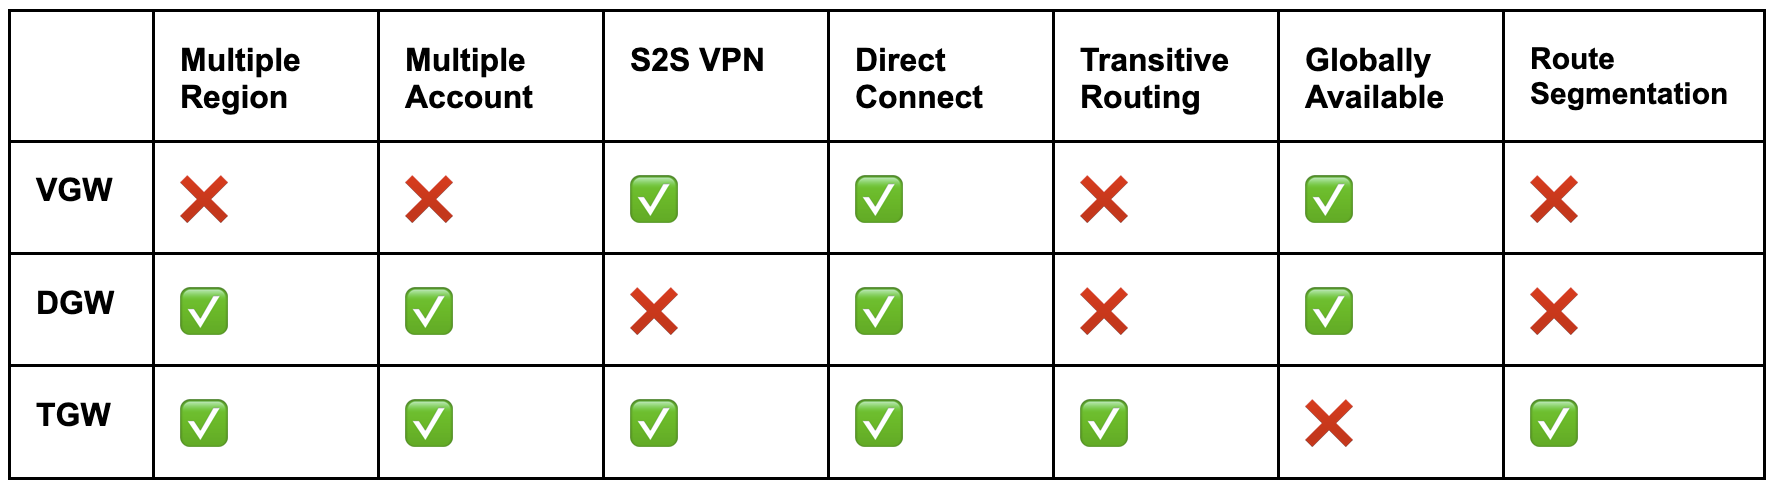 Multiple Region
Multiple Account
S2S VPN
Direct Connect
Transitive Routing
Globally Available
Route Segmentation
VGW ❌ ❌ ✅ ✅ ❌ ✅ ❌
DGW ✅ ✅ ❌ ✅ ❌ ✅ ❌
TGW ✅ ✅ ✅ ✅ ✅ ❌ ✅